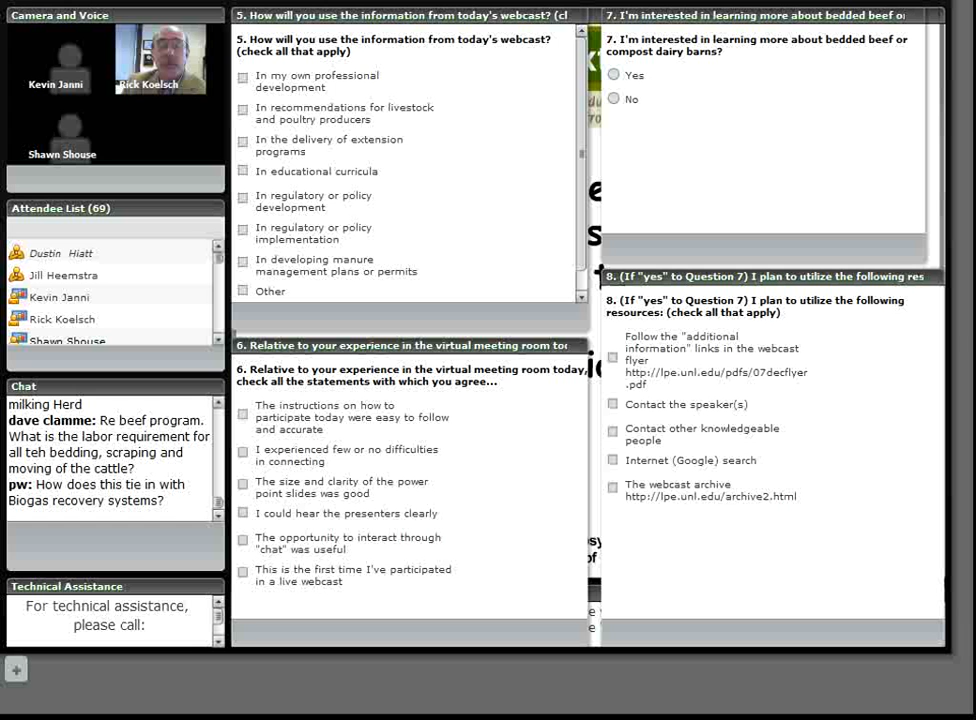 Camera and Voice
Kevin Janni
Rick Koelsch
Shawn Shouse
Attendee List (69)
Dustin Hiatt
Jill Heemstra
Kevin Janni
Rick Koelsch
Shawn Shouse
Chat
milking Herd
dave clamme: Re beef program.
What is the labor requirement for
all teh bedding, scraping and
moving of the cattle?
pw: How does this tie in with
Biogas recovery systems?
Technical Assistance
For technical assistance,
please call:
5. How will you use the information from today's webcast? (cl
5. How will you use the information from today's webcast?
(check all that apply)
In my own professional
development
In recommendations for livestock
and poultry producers
In the delivery of extension
programs
In educational curricula
In regulatory or policy
development
In regulatory or policy
implementation
In developing manure
management plans or permits
Other
6. Relative to your experience in the virtual meeting room to
6. Relative to your experience in the virtual meeting room today,
check all the statements with which you agree...
The instructions on how to
participate today were easy to follow
and accurate
I experienced few or no difficulties
in connecting
The size and clarity of the power
point slides was good
I could hear the presenters clearly
The opportunity to interact through
"chat" was useful
This is the first time I've participated
in a live webcast
7. I'm interested in learning more about bedded beef or
7. I'm interested in learning more about bedded beef or
compost dairy barns?
Yes
No
8. (If "yes" to Question 7) I plan to utilize the following res
8. (If "yes" to Question 7) I plan to utilize the following
resources: (check all that apply)
Follow the "additional
information" links in the webcast
flyer
http://lpe.unl.edu/pdfs/07decflyer
.pdf
Contact the speaker(s)
Contact other knowledgeable
people
Internet (Google) search
The webcast archive
http://lpe.unl.edu/archive2.html